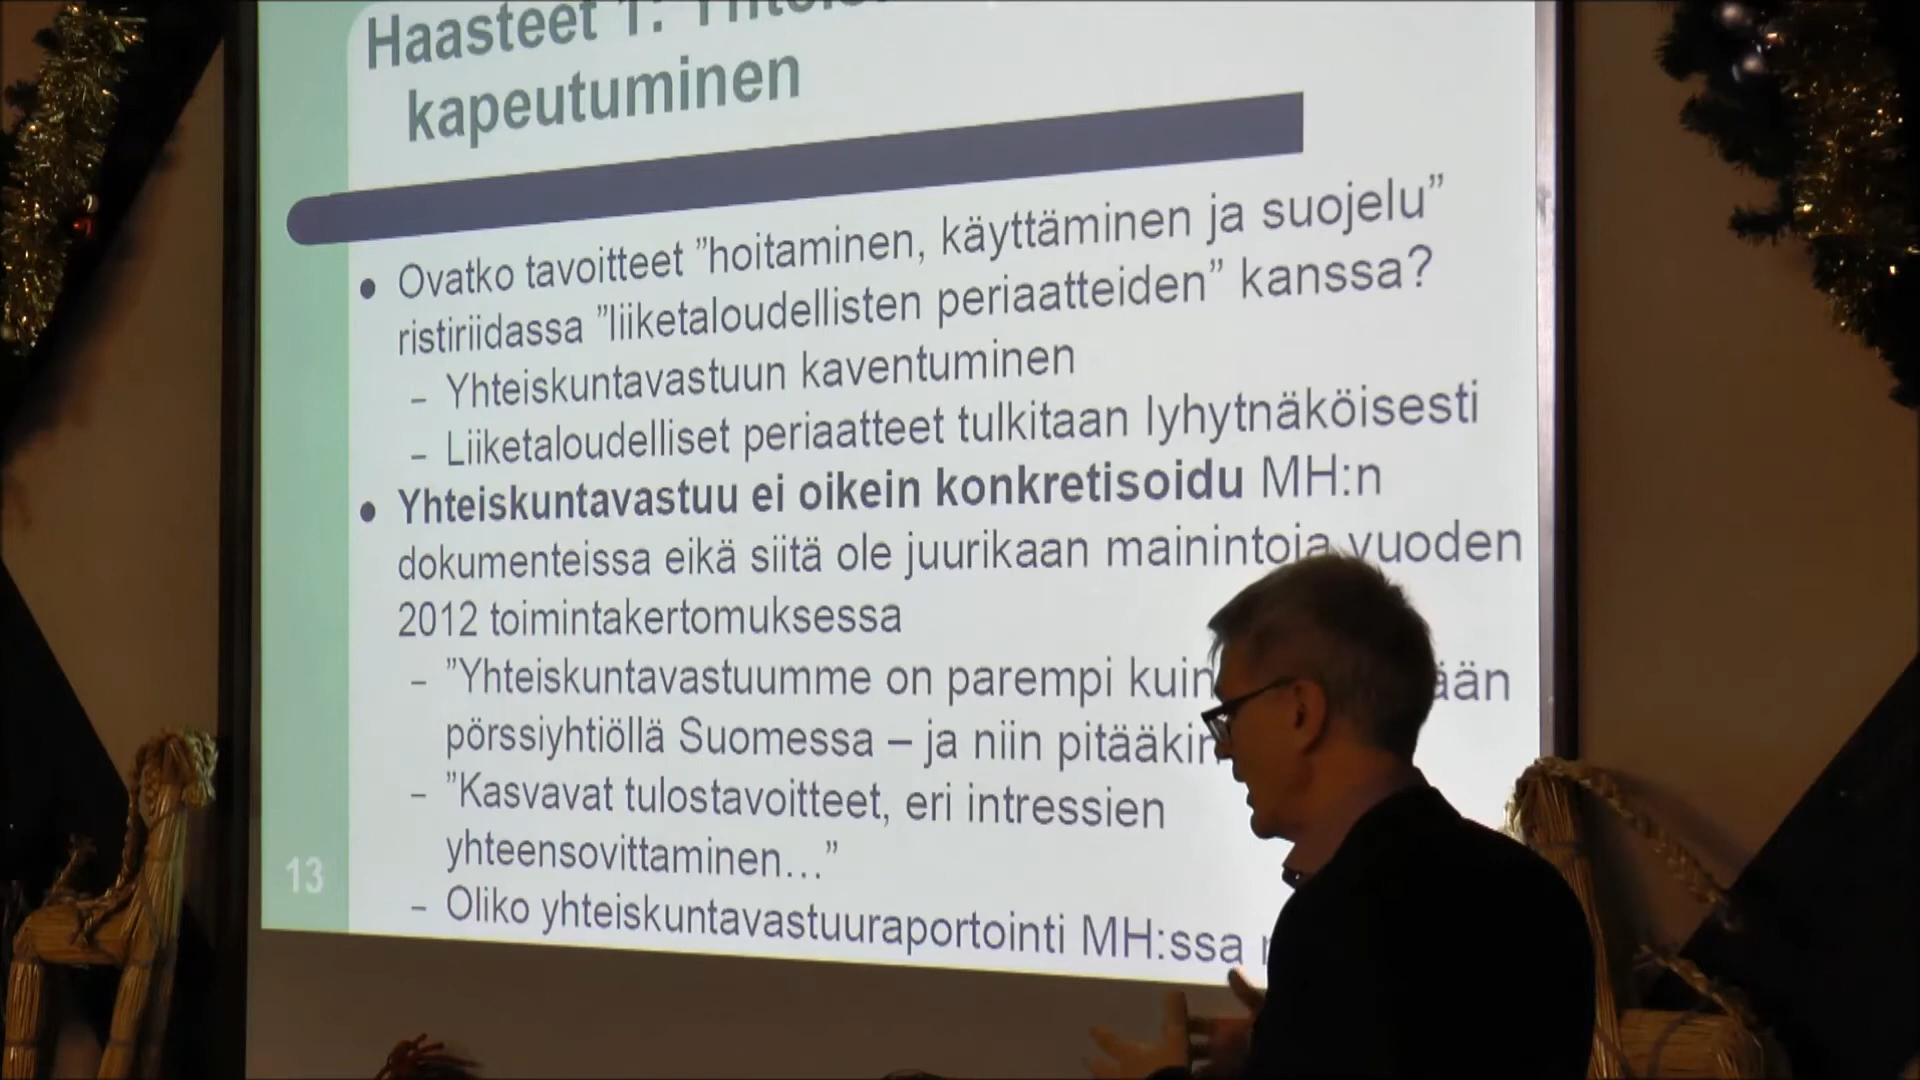 Haasteet 1:
kapeutuminen
● Ovatko tavoitteet ”hoitaminen, käyttäminen ja suojelu”
ristiriidassa ”liiketaloudellisten periaatteiden” kanssa?
– Yhteiskuntavastuun kaventuminen
– Liiketaloudelliset periaatteet tulkitaan lyhytnäköisesti
● Yhteiskuntavastuu ei oikein konkretisoidu MH:n
dokumenteissa eikä siitä ole juurikaan mainintoja vuoden
2012 toimintakertomuksessa
– ”Yhteiskuntavastuumme on parempi kuin
pörssiyhtiöllä Suomessa – ja niin
– ”Kasvavat tulostavoitteet, eri intressien
yhteensovittaminen…”
– Oliko yhteiskuntavastuuraportointi MH:ssa
13